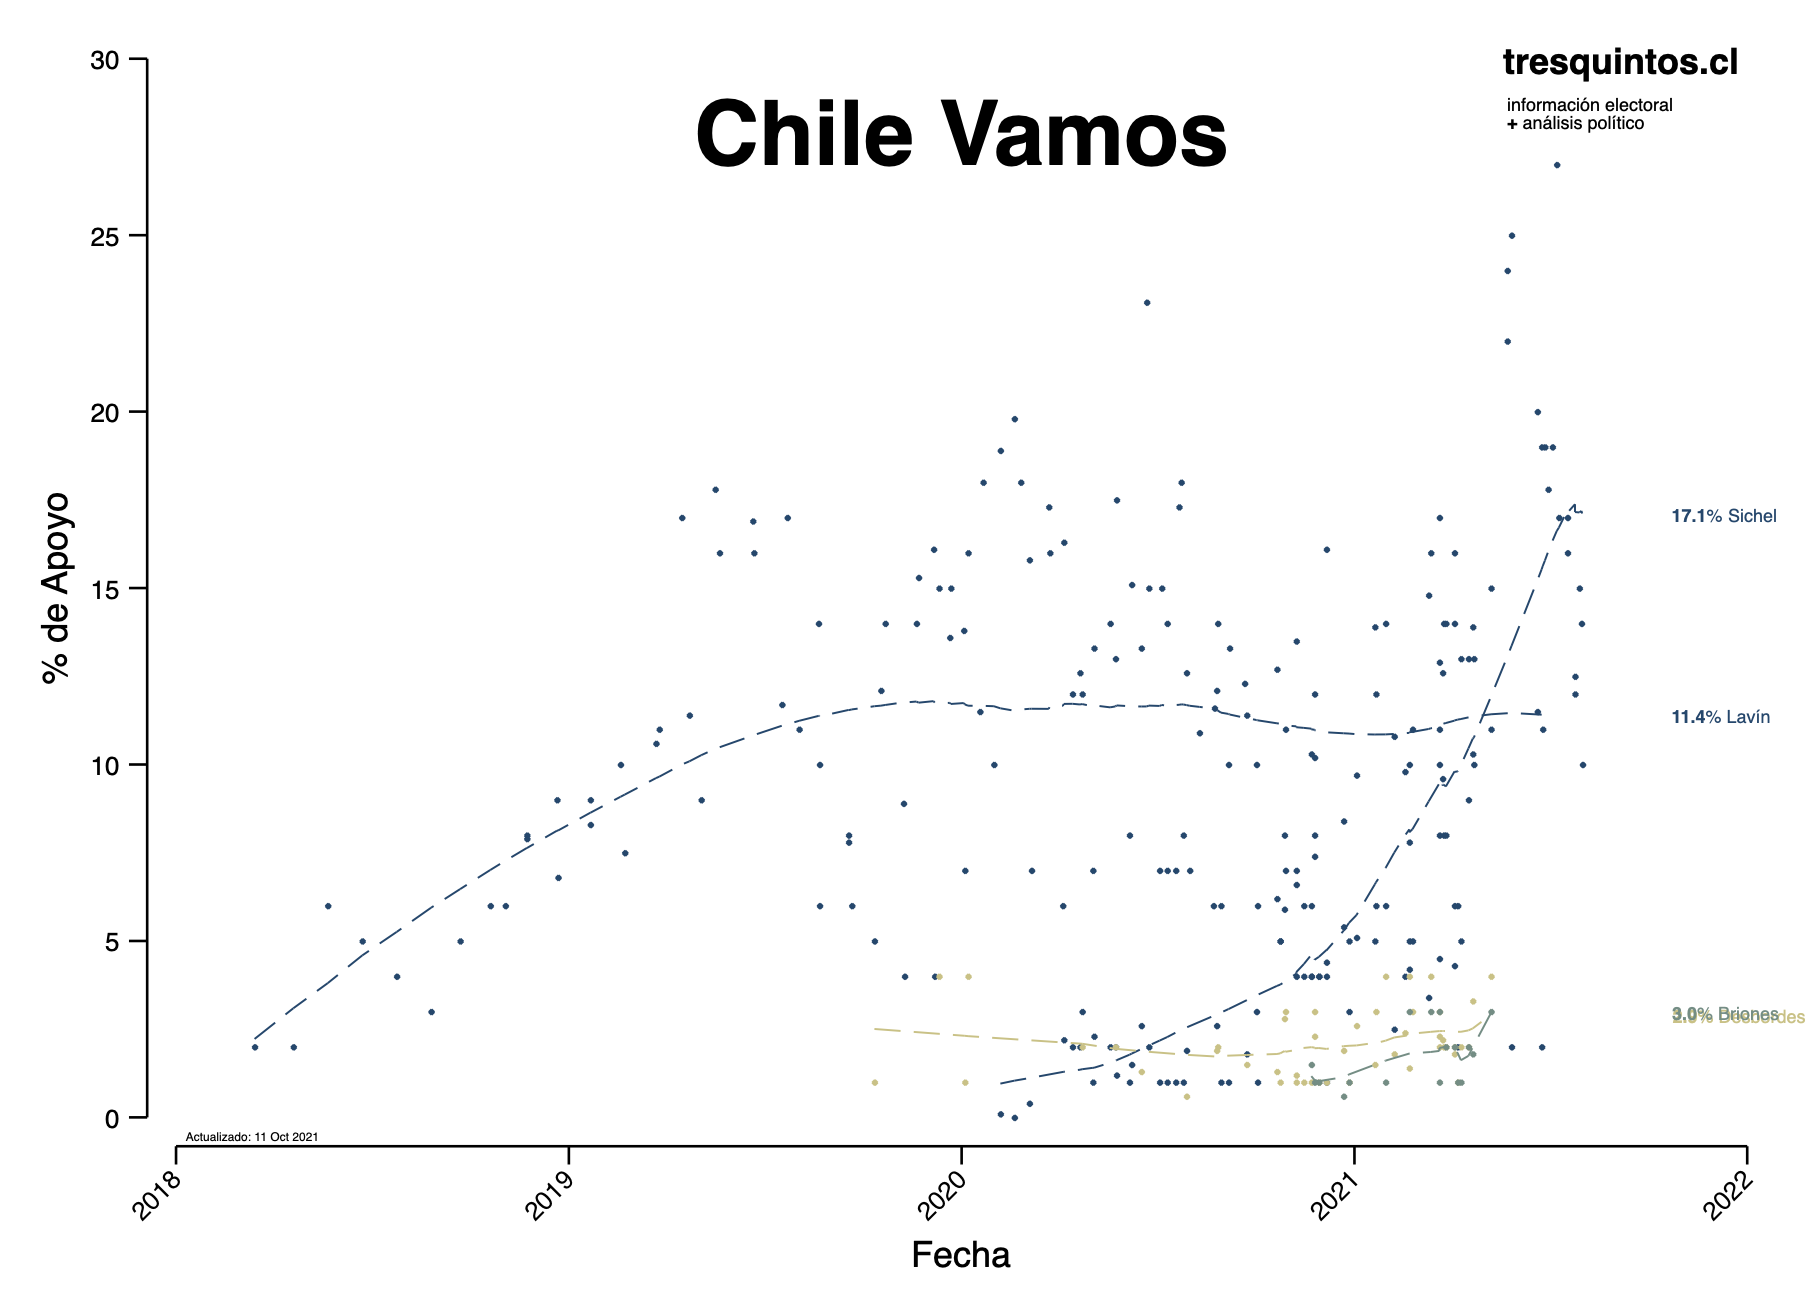 Chile Vamos
tresquintos.cl
información electoral
+ análisis político
% de Apoyo
30
25
20
15
10
5
0
17.1% Sichel
11.4% Lavín
3.0% Briones
Desbordes
Actualizado: 11 Oct 2021
2018
2019
2020
2021
2022
Fecha